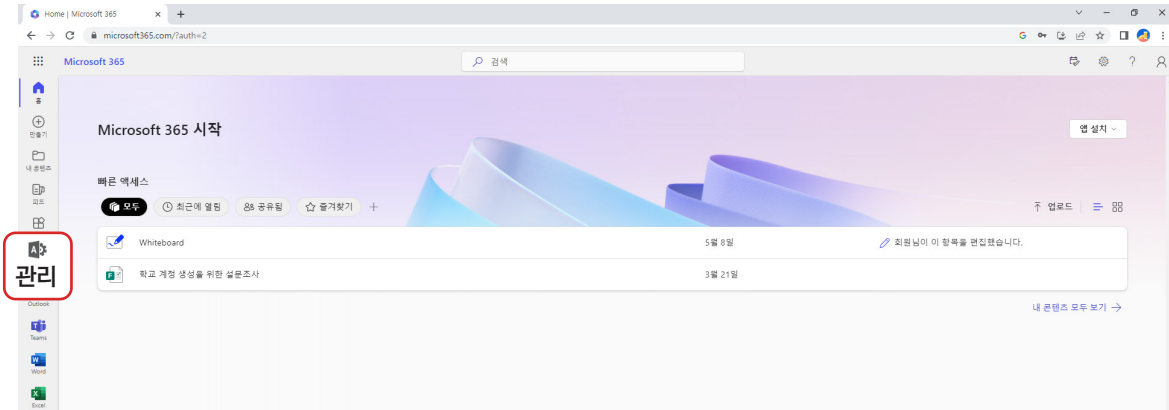 Home | Microsoft 365
microsoft365.com/?auth=2
Microsoft 365
검색
홈
만들기
내 콘텐츠
피드
Microsoft 365 시작
앱 설치
빠른 액세스
모두
최근에 열림
공유됨
즐겨찾기
업로드
Whiteboard
5월 8일
회원님이 이 항목을 편집했습니다.
관리
학교 계정 생성을 위한 설문조사
3월 21일
내 콘텐츠 모두 보기
Outlook
Teams
Word
Excel